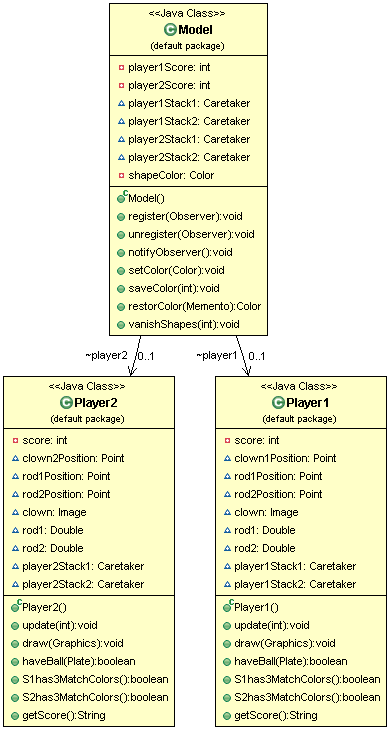 <<Java Class>>
Model
(default package)
player1Score: int
player2Score: int
player1Stack1: Caretaker
player1Stack2: Caretaker
player2Stack1: Caretaker
player2Stack2: Caretaker
shapeColor: Color
Model()
register(Observer):void
unregister(Observer):void
notifyObserver():void
setColor(Color):void
saveColor(int):void
restorColor(Memento):Color
vanishShapes(int):void
~player2 0..1
~player1 0..1
<<Java Class>>
Player2
(default package)
score: int
clown2Position: Point
rod1Position: Point
rod2Position: Point
clown: Image
rod1: Double
rod2: Double
player2Stack1: Caretaker
player2Stack2: Caretaker
Player2()
update(int):void
draw(Graphics):void
haveBall(Plate):boolean
S1has3MatchColors():boolean
S2has3MatchColors():boolean
getScore():String
<<Java Class>>
Player1
(default package)
score: int
clown1Position: Point
rod1Position: Point
rod2Position: Point
clown: Image
rod1: Double
rod2: Double
player1Stack1: Caretaker
player1Stack2: Caretaker
Player1()
update(int):void
draw(Graphics):void
haveBall(Plate):boolean
S1has3MatchColors():boolean
S2has3MatchColors():boolean
getScore():String